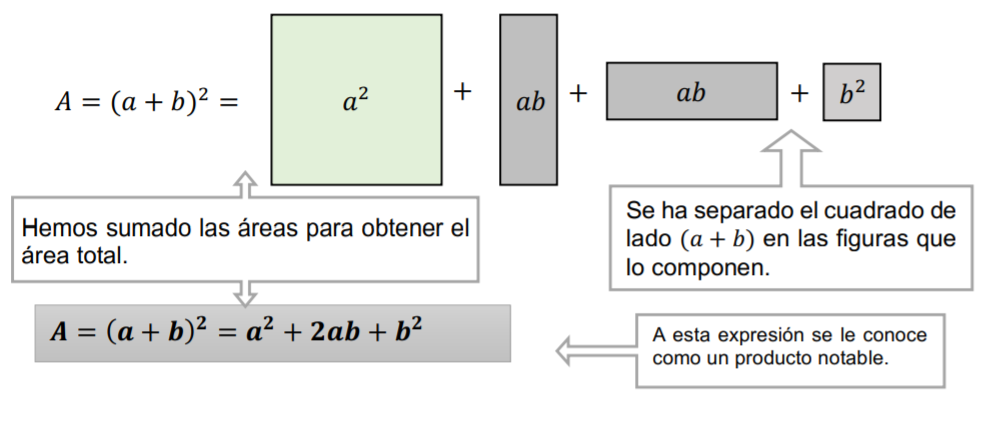 A = (a + b)² = a² + ab + ab + b²
Hemos sumado las áreas para obtener el
área total.
Se ha separado el cuadrado de
lado (a + b) en las figuras que
lo componen.
A = (a + b)² = a² + 2ab + b²
A esta expresión se le conoce
como un producto notable.